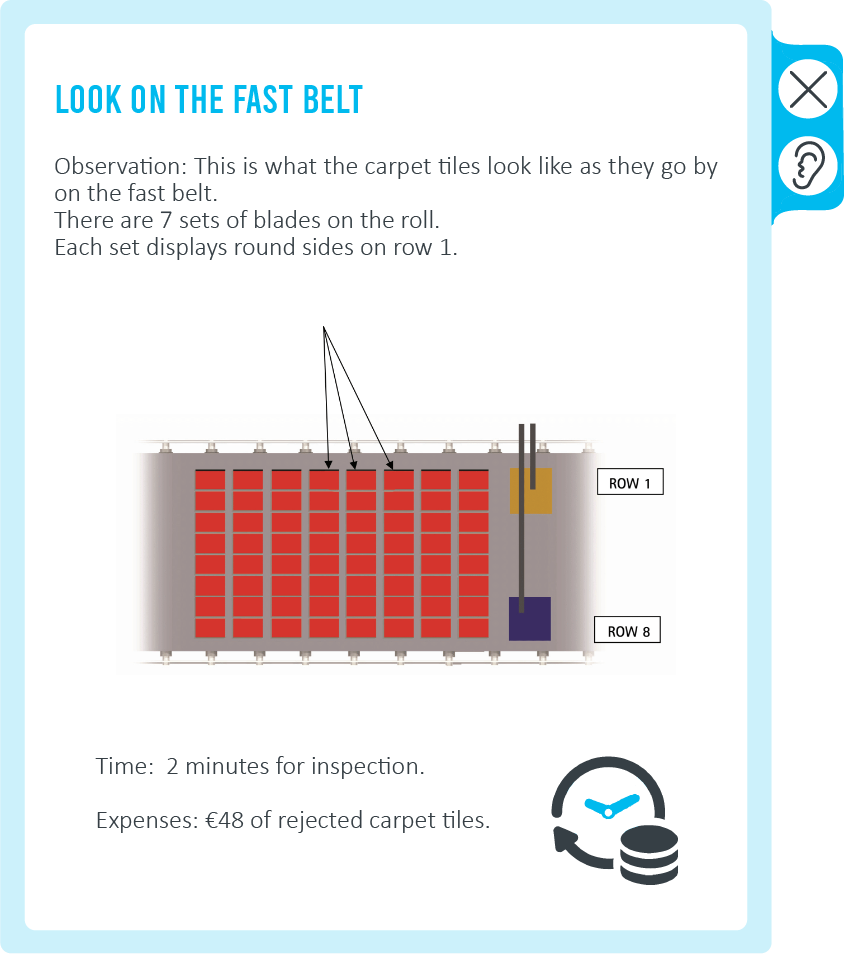 LOOK ON THE FAST BELT
Observation: This is what the carpet tiles look like as they go by
on the fast belt.
There are 7 sets of blades on the roll.
Each set displays round sides on row 1.
ROW 1
ROW 8
Time: 2 minutes for inspection.
Expenses: €48 of rejected carpet tiles.